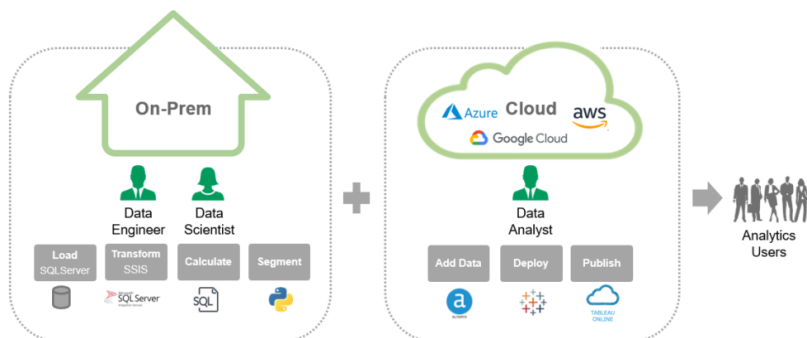 On-Prem
Data
Engineer
Data
Scientist
Load
SQLServer
Transform
SSIS
Calculate
Segment
SQL Server
SQL
Azure
Cloud
aws
Google Cloud
Data
Analyst
Add Data
Deploy
Publish
a
TABLEAU
ONLINE
Analytics
Users